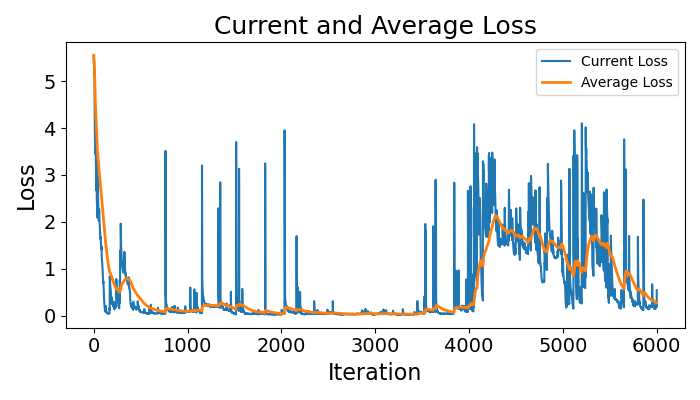 Current and Average Loss
Current Loss
Average Loss
Loss
5
4
3
2
1
0
0 1000 2000 3000 4000 5000 6000
Iteration